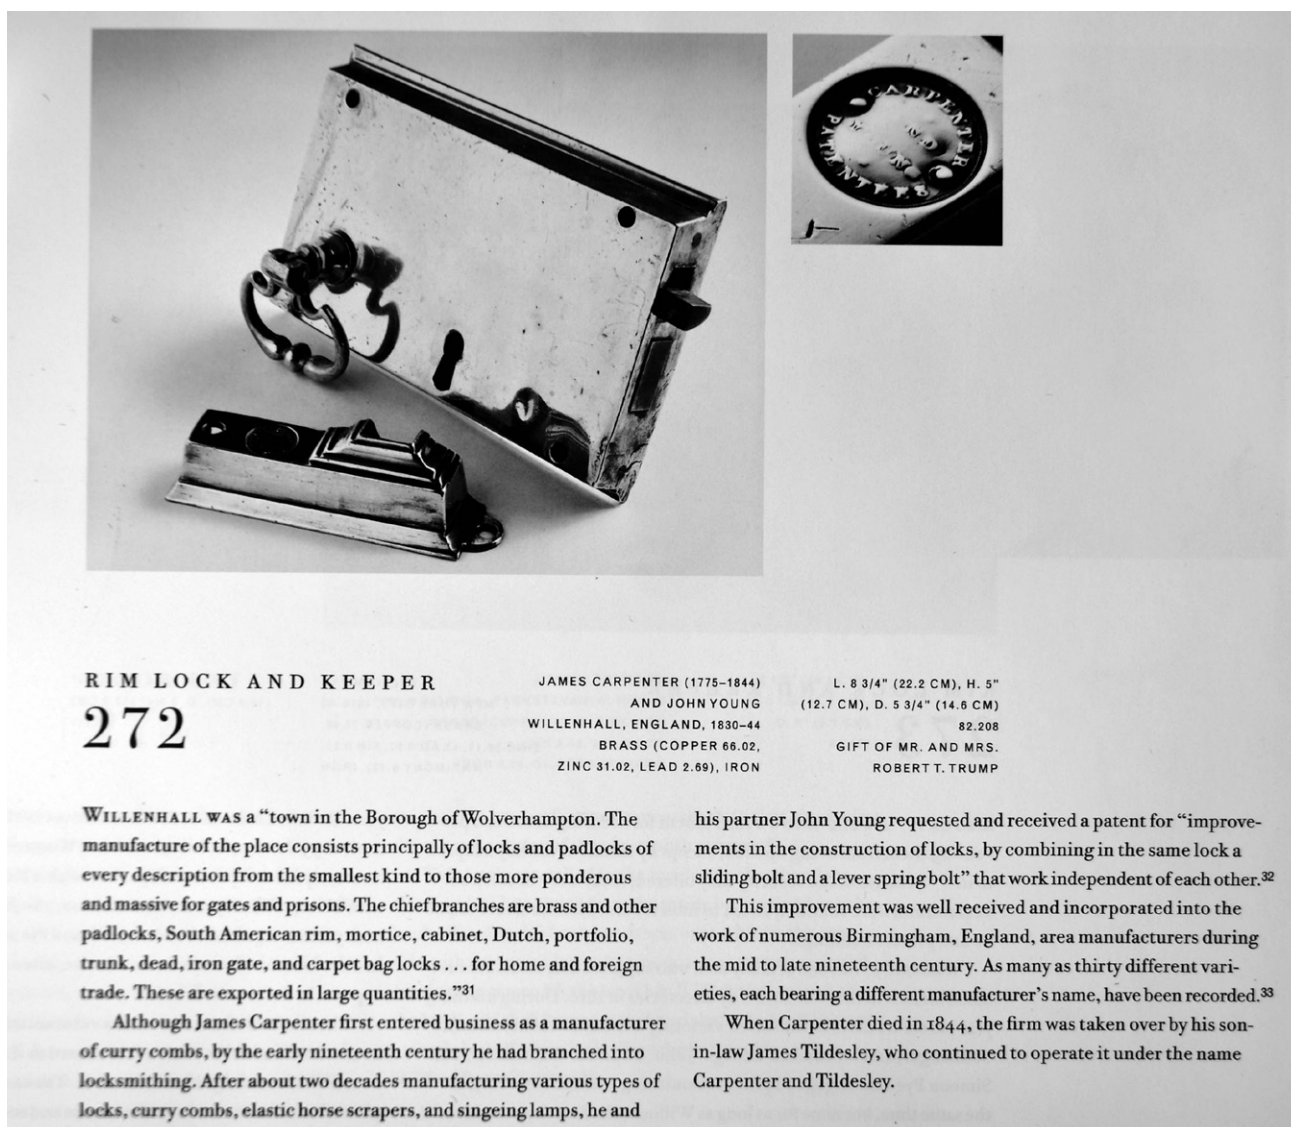 CARPENTER
PATENTEES
RIM LOCK AND KEEPER
272
JAMES CARPENTER (1775–1844)
AND JOHN YOUNG
WILLENHALL, ENGLAND, 1830–44
BRASS (COPPER 66.02,
ZINC 31.02, LEAD 2.69), IRON
L. 8 3/4" (22.2 CM), H. 5"
(12.7 CM), D. 5 3/4" (14.6 CM)
82.208
GIFT OF MR. AND MRS.
ROBERT T. TRUMP
WILLENHALL WAS a “town in the Borough of Wolverhampton. The
manufacture of the place consists principally of locks and padlocks of
every description from the smallest kind to those more ponderous
and massive for gates and prisons. The chief branches are brass and other
padlocks, South American rim, mortice, cabinet, Dutch, portfolio,
trunk, dead, iron gate, and carpet bag locks . . . for home and foreign
trade. These are exported in large quantities.”31
Although James Carpenter first entered business as a manufacturer
of curry combs, by the early nineteenth century he had branched into
locksmithing. After about two decades manufacturing various types of
locks, curry combs, elastic horse scrapers, and singeing lamps, he and
his partner John Young requested and received a patent for “improve-
ments in the construction of locks, by combining in the same lock a
sliding bolt and a lever spring bolt” that work independent of each other.32
This improvement was well received and incorporated into the
work of numerous Birmingham, England, area manufacturers during
the mid to late nineteenth century. As many as thirty different vari-
eties, each bearing a different manufacturer’s name, have been recorded.33
When Carpenter died in 1844, the firm was taken over by his son-
in-law James Tildesley, who continued to operate it under the name
Carpenter and Tildesley.